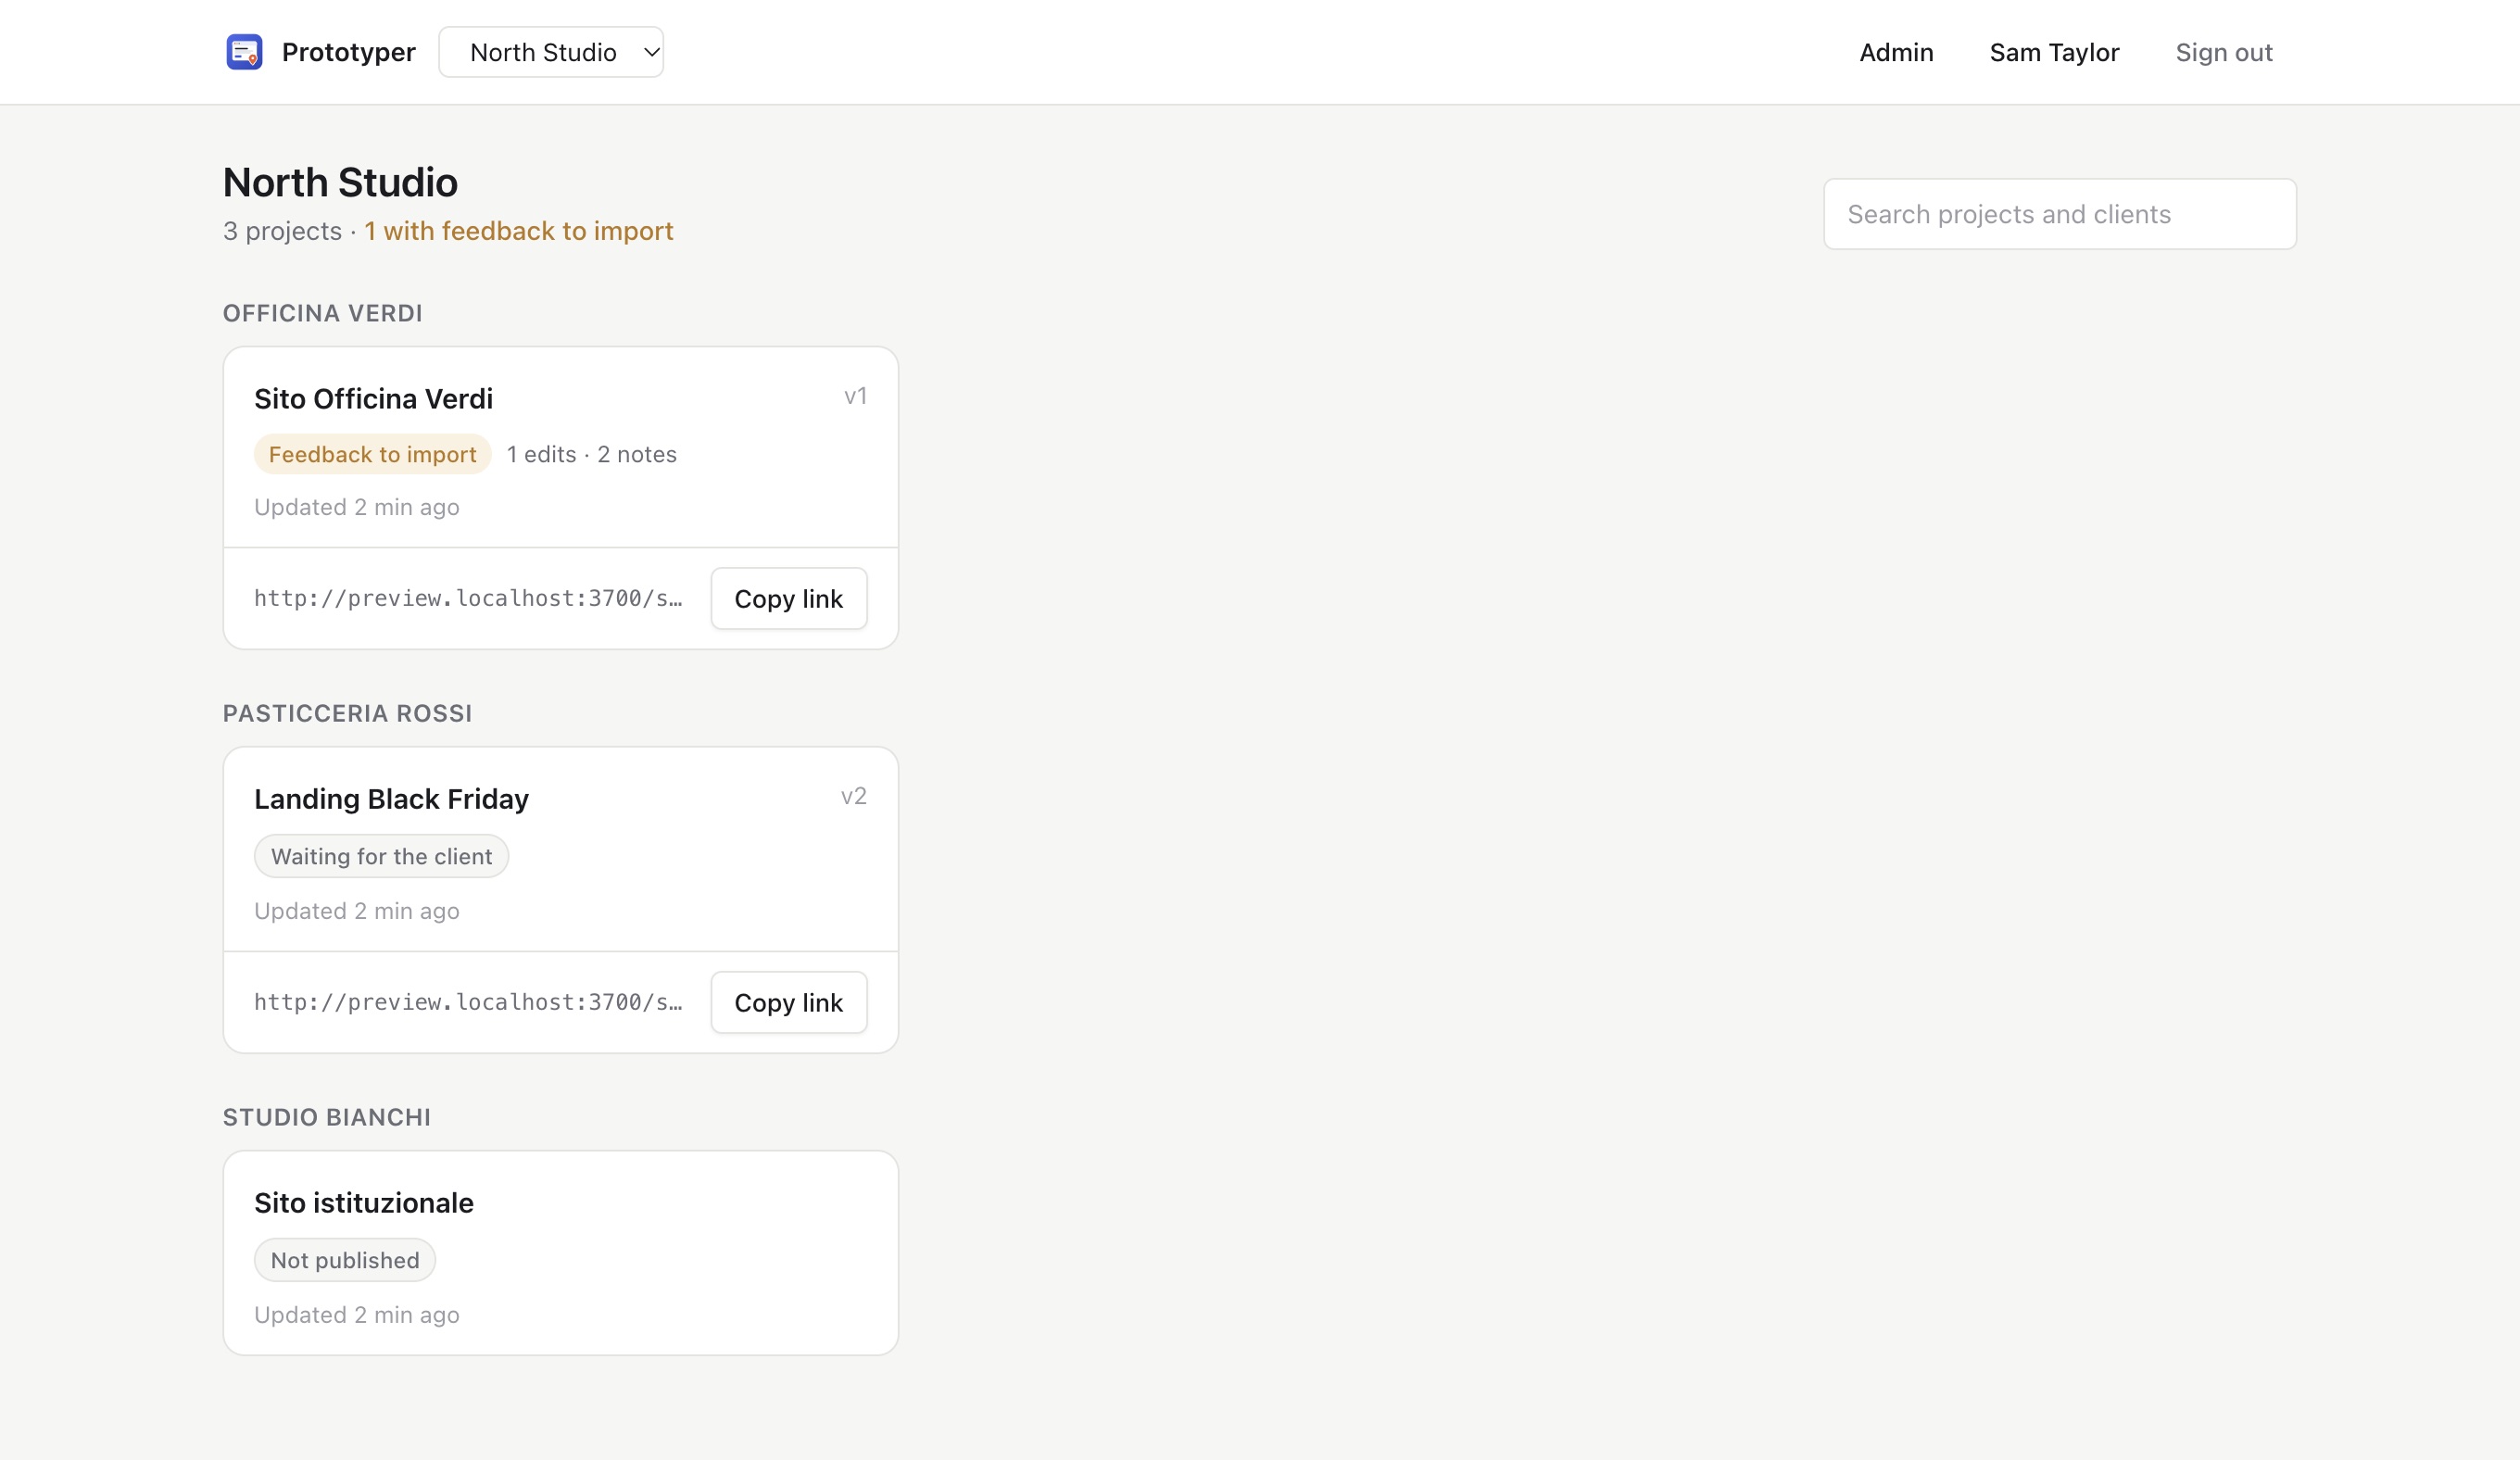 Prototyper
North Studio
Admin
Sam Taylor
Sign out
North Studio
3 projects · 1 with feedback to import
Search projects and clients
OFFICINA VERDI
Sito Officina Verdi
v1
Feedback to import
1 edits · 2 notes
Updated 2 min ago
http://preview.localhost:3700/s…
Copy link
PASTICCERIA ROSSI
Landing Black Friday
v2
Waiting for the client
Updated 2 min ago
http://preview.localhost:3700/s…
Copy link
STUDIO BIANCHI
Sito istituzionale
Not published
Updated 2 min ago